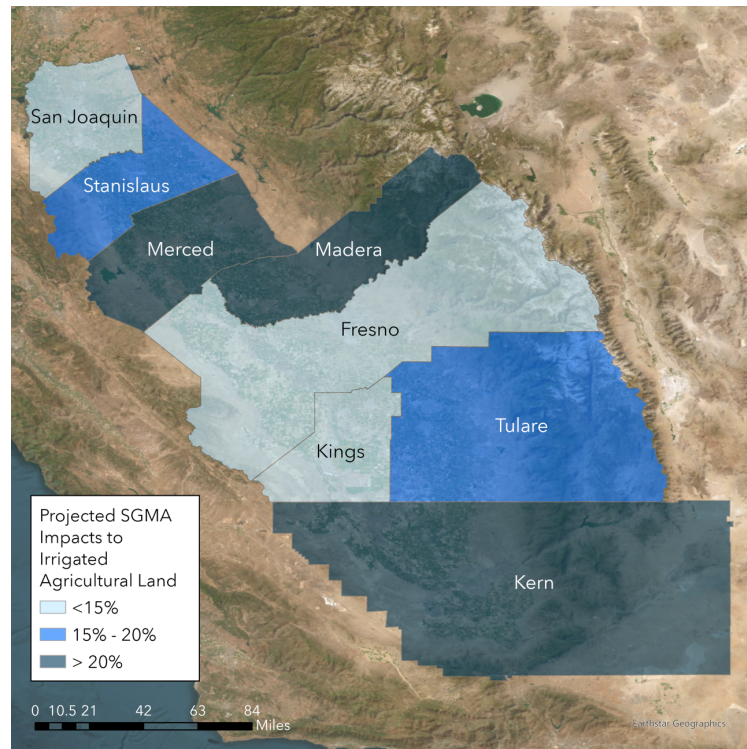 San Joaquin
Stanislaus
Merced
Madera
Fresno
Tulare
Kings
Kern
Projected SGMA
Impacts to
Irrigated
Agricultural Land
<15%
15% - 20%
> 20%
0 10.5 21 42 63 84
Miles
Earthstar Geographics